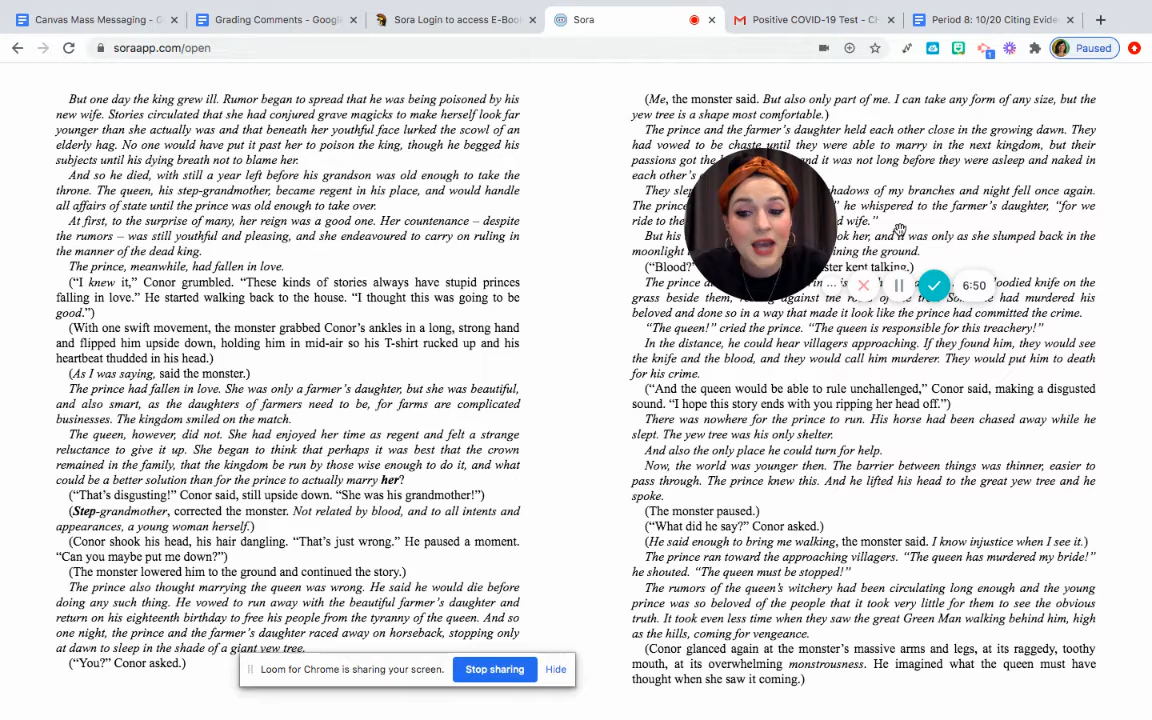 Canvas Mass Messaging - G
Grading Comments - Google
Sora Login to access E-Boo
Sora
Positive COVID-19 Test - CH
Period 8: 10/20 Citing Evide
soraapp.com/open
1
Paused
But one day the king grew ill. Rumor began to spread that he was being poisoned by his
new wife. Stories circulated that she had conjured grave magicks to make herself look far
younger than she actually was and that beneath her youthful face lurked the scowl of an
elderly hag. No one would have put it past her to poison the king, though he begged his
subjects until his dying breath not to blame her.
And so he died, with still a year left before his grandson was old enough to take the
throne. The queen, his step-grandmother, became regent in his place, and would handle
all affairs of state until the prince was old enough to take over.
At first, to the surprise of many, her reign was a good one. Her countenance – despite
the rumors – was still youthful and pleasing, and she endeavoured to carry on ruling in
the manner of the dead king.
The prince, meanwhile, had fallen in love.
(“I knew it,” Conor grumbled. “These kinds of stories always have stupid princes
falling in love.” He started walking back to the house. “I thought this was going to be
good.”)
(With one swift movement, the monster grabbed Conor’s ankles in a long, strong hand
and flipped him upside down, holding him in mid-air so his T-shirt rucked up and his
heartbeat thudded in his head.)
(As I was saying, said the monster.)
The prince had fallen in love. She was only a farmer’s daughter, but she was beautiful,
and also smart, as the daughters of farmers need to be, for farms are complicated
businesses. The kingdom smiled on the match.
The queen, however, did not. She had enjoyed her time as regent and felt a strange
reluctance to give it up. She began to think that perhaps it was best that the crown
remained in the family, that the kingdom be run by those wise enough to do it, and what
could be a better solution than for the prince to actually marry her?
(“That’s disgusting!” Conor said, still upside down. “She was his grandmother!”)
(Step-grandmother, corrected the monster. Not related by blood, and to all intents and
appearances, a young woman herself.)
(Conor shook his head, his hair dangling. “That’s just wrong.” He paused a moment.
“Can you maybe put me down?”)
(The monster lowered him to the ground and continued the story.)
The prince also thought marrying the queen was wrong. He said he would die before
doing any such thing. He vowed to run away with the beautiful farmer’s daughter and
return on his eighteenth birthday to free his people from the tyranny of the queen. And so
one night, the prince and the farmer’s daughter raced away on horseback, stopping only
at dawn to sleep in the shade of a giant yew tree.
(“You?” Conor asked.)
(Me, the monster said. But also only part of me. I can take any form of any size, but the
yew tree is a shape most comfortable.)
The prince and the farmer’s daughter held each other close in the growing dawn. They
had vowed to be chaste until they were able to marry in the next kingdom, but their
passions got the and it was not long before they were asleep and naked in
each other’s
They slep shadows of my branches and night fell once again.
The prince he whispered to the farmer’s daughter, “for we
ride to the d wife.”
But his ok her, and it was only as she slumped back in the
moonlight ining the ground.
(“Blood?” ster kept talking.)
The prince a in ... is oodied knife on the
grass beside them, against the had murdered his
beloved and done so in a way that made it look like the prince had committed the crime.
“The queen!” cried the prince. “The queen is responsible for this treachery!”
In the distance, he could hear villagers approaching. If they found him, they would see
the knife and the blood, and they would call him murderer. They would put him to death
for his crime.
(“And the queen would be able to rule unchallenged,” Conor said, making a disgusted
sound. “I hope this story ends with you ripping her head off.”)
There was nowhere for the prince to run. His horse had been chased away while he
slept. The yew tree was his only shelter.
And also the only place he could turn for help.
Now, the world was younger then. The barrier between things was thinner, easier to
pass through. The prince knew this. And he lifted his head to the great yew tree and he
spoke.
(The monster paused.)
(“What did he say?” Conor asked.)
(He said enough to bring me walking, the monster said. I know injustice when I see it.)
The prince ran toward the approaching villagers. “The queen has murdered my bride!”
he shouted. “The queen must be stopped!”
The rumors of the queen’s witchery had been circulating long enough and the young
prince was so beloved of the people that it took very little for them to see the obvious
truth. It took even less time when they saw the great Green Man walking behind him, high
as the hills, coming for vengeance.
(Conor glanced again at the monster’s massive arms and legs, at its raggedy, toothy
mouth, at its overwhelming monstrousness. He imagined what the queen must have
thought when she saw it coming.)
6:50
Loom for Chrome is sharing your screen.
Stop sharing
Hide